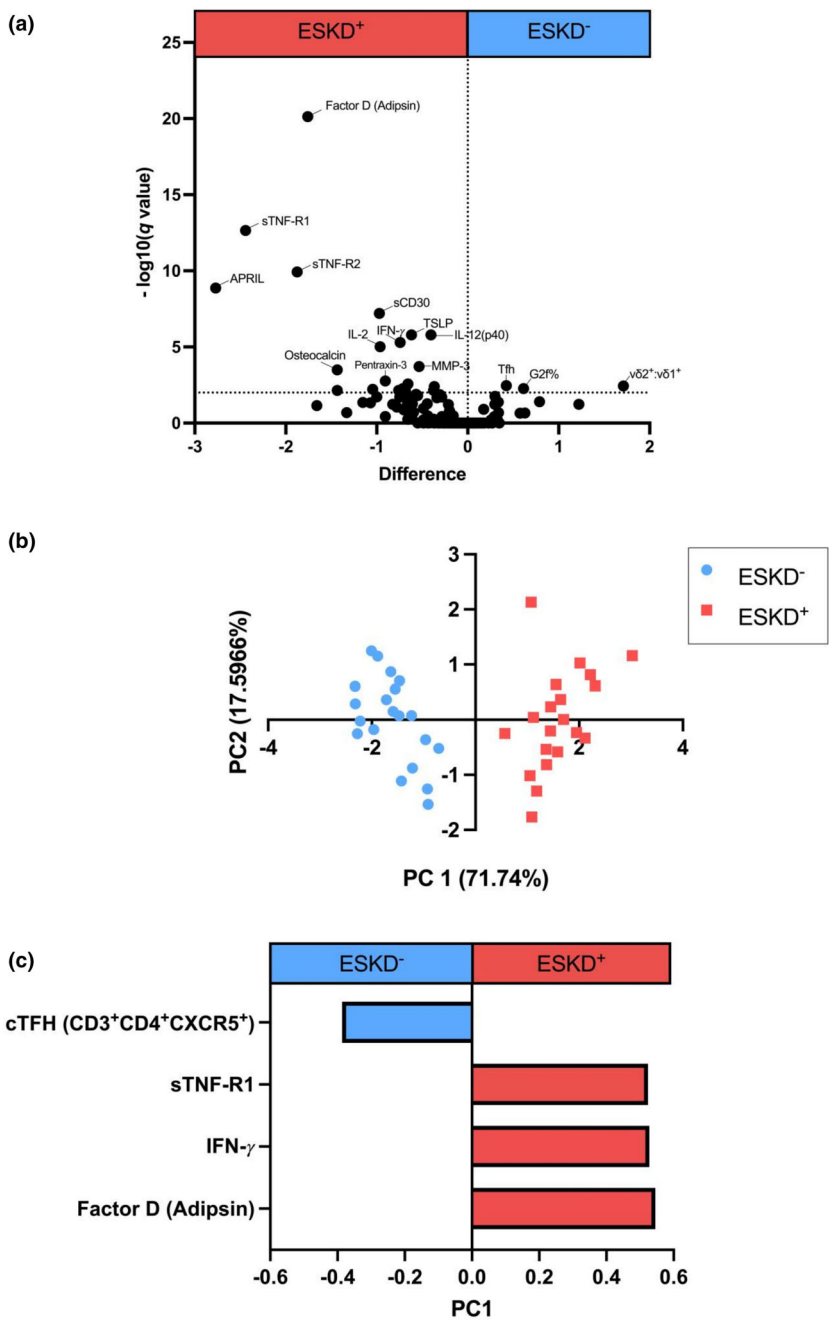 (a)
ESKD⁺ ESKD⁻
25
20
15
10
5
0
- log10(q value)
Factor D (Adipsin)
sTNF-R1
sTNF-R2
APRIL
sCD30
TSLP
IFN-γ
IL-12(p40)
IL-2
Osteocalcin
Pentraxin-3
MMP-3
Tfh
G2f%
vδ2⁺:vδ1⁺
-3 -2 -1 0 1 2
Difference
(b)
3
2
1
-1
-2
-4 -2 2 4
PC2 (17.5966%)
PC 1 (71.74%)
ESKD⁻
ESKD⁺
(c)
ESKD⁻ ESKD⁺
cTFH (CD3⁺CD4⁺CXCR5⁺)
sTNF-R1
IFN-γ
Factor D (Adipsin)
-0.6 -0.4 -0.2 0.0 0.2 0.4 0.6
PC1